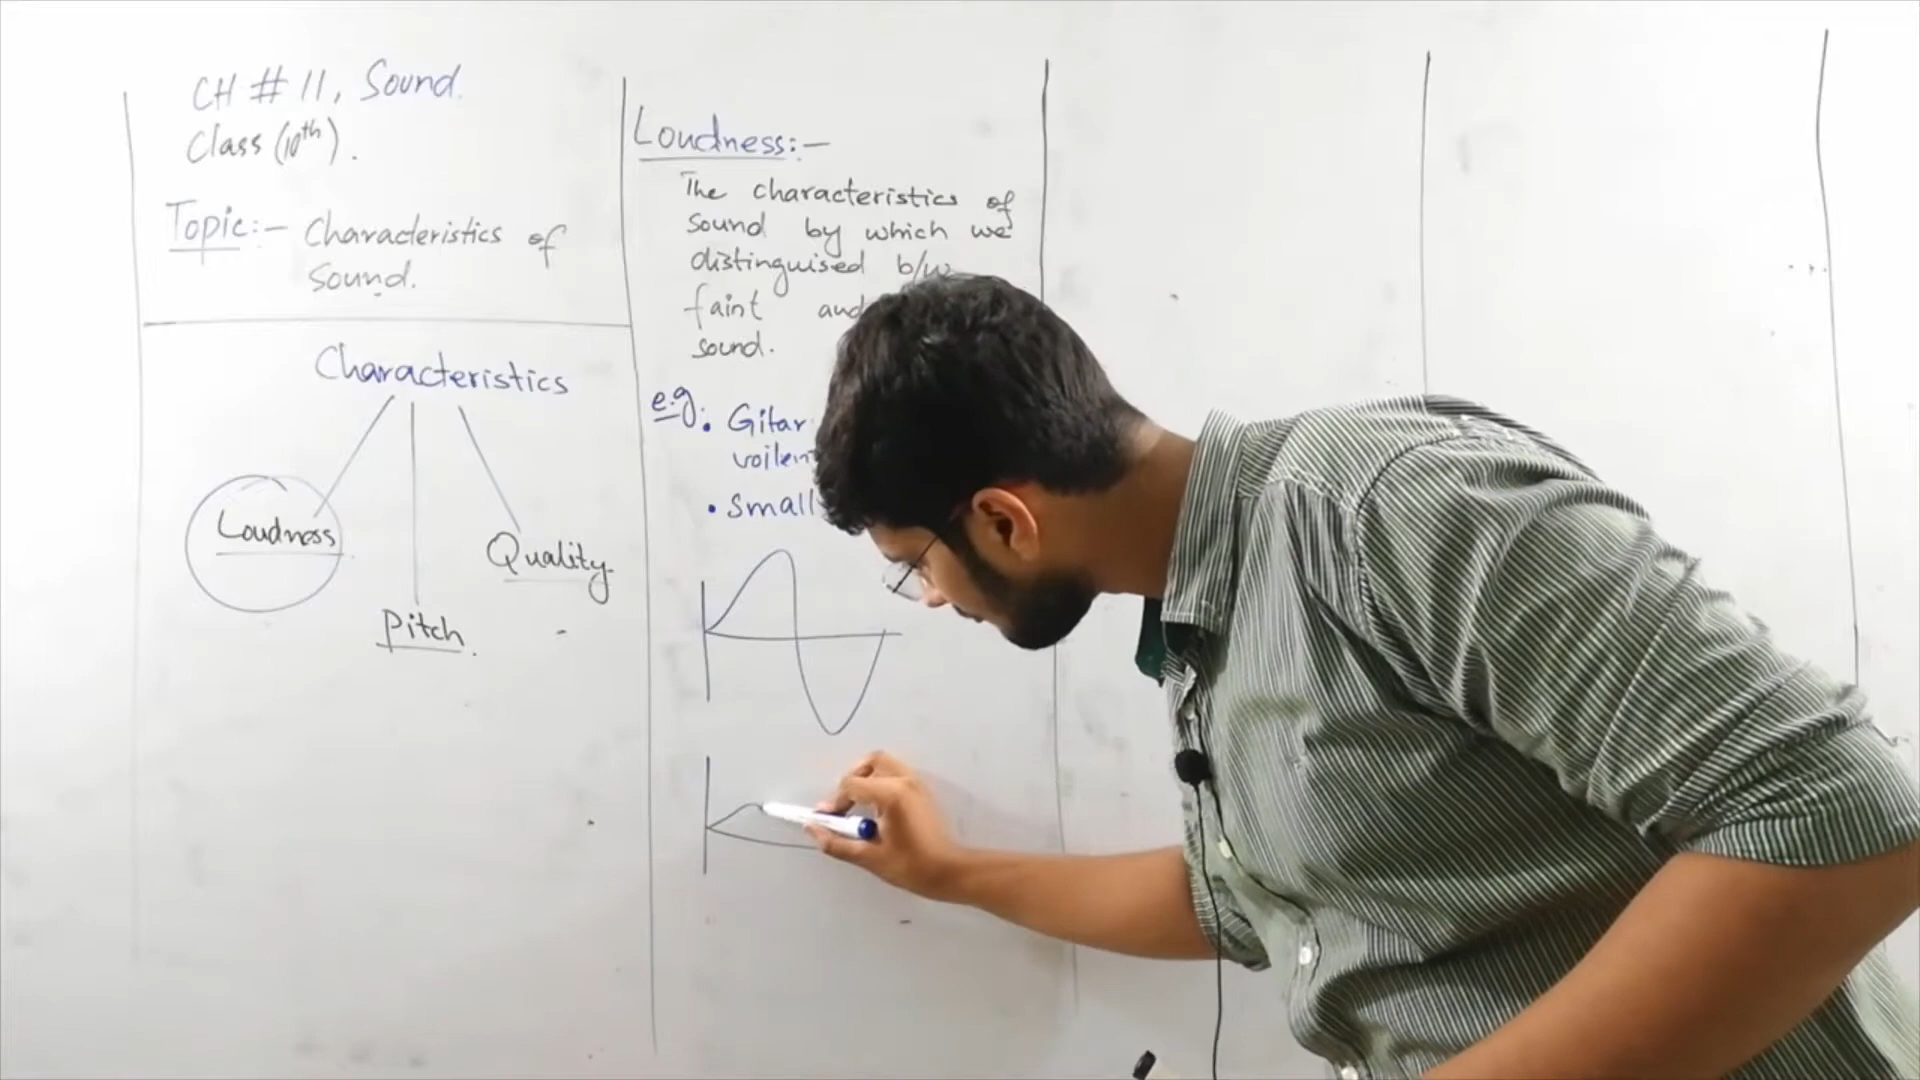 CH # 11, Sound.
Class (10th).
Topic:- Characteristics of
Sound.
Characteristics
Loudness
Pitch
Quality
Loudness:-
The characteristics of
sound by which we
distinguised b/w
faint and
sound.
e.g:
• Gitar
voilen
• small